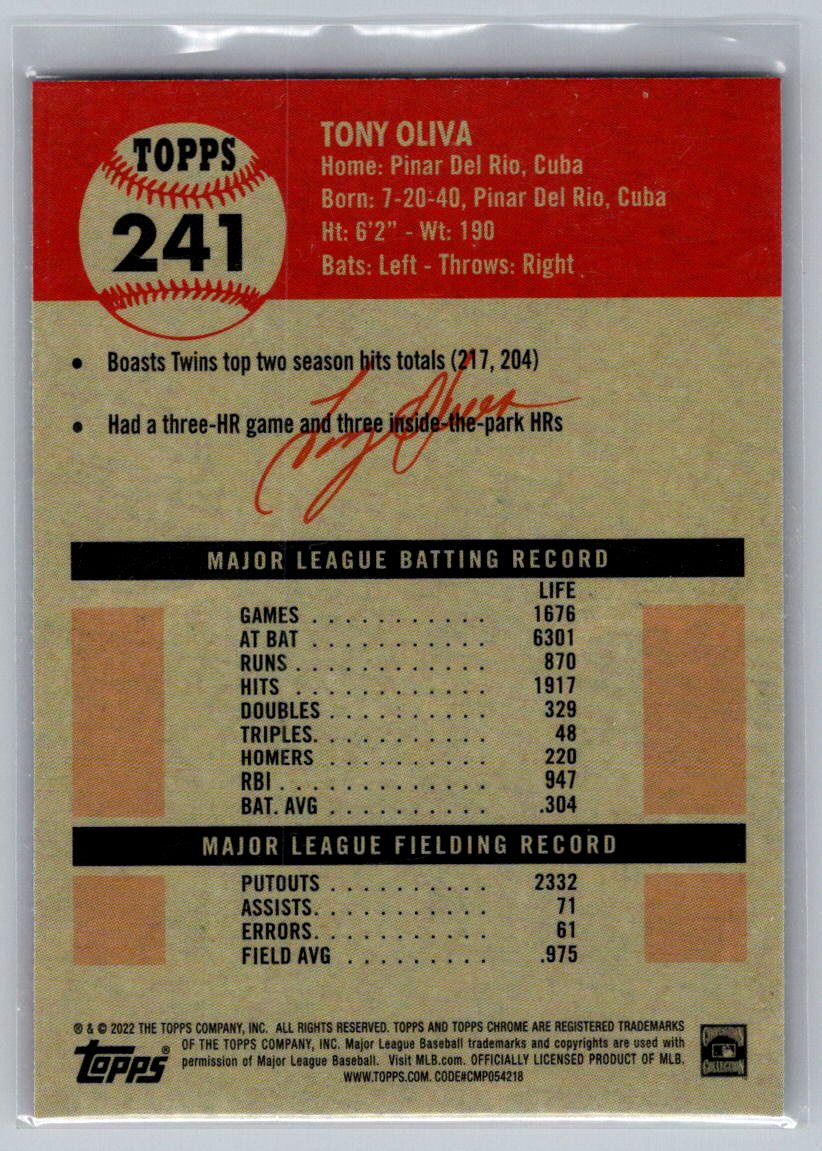 TOPPS
241
TONY OLIVA
Home: Pinar Del Rio, Cuba
Born: 7-20-40, Pinar Del Rio, Cuba
Ht: 6'2" - Wt: 190
Bats: Left - Throws: Right
• Boasts Twins top two season hits totals (217, 204)
• Had a three-HR game and three inside-the-park HRs
Tony Oliva
MAJOR LEAGUE BATTING RECORD
LIFE
GAMES . . . . . . . . . . . 1676
AT BAT . . . . . . . . . . . 6301
RUNS . . . . . . . . . . . . 870
HITS . . . . . . . . . . . . 1917
DOUBLES . . . . . . . . . . 329
TRIPLES. . . . . . . . . . . 48
HOMERS . . . . . . . . . . 220
RBI . . . . . . . . . . . . . 947
BAT. AVG . . . . . . . . . . .304
MAJOR LEAGUE FIELDING RECORD
PUTOUTS . . . . . . . . . . 2332
ASSISTS. . . . . . . . . . . 71
ERRORS. . . . . . . . . . . 61
FIELD AVG . . . . . . . . . .975
® & © 2022 THE TOPPS COMPANY, INC. ALL RIGHTS RESERVED. TOPPS AND TOPPS CHROME ARE REGISTERED TRADEMARKS
OF THE TOPPS COMPANY, INC. Major League Baseball trademarks and copyrights are used with
permission of Major League Baseball. Visit MLB.com. OFFICIALLY LICENSED PRODUCT OF MLB.
WWW.TOPPS.COM. CODE#CMP054218
topps®
COOPERSTOWN
COLLECTION